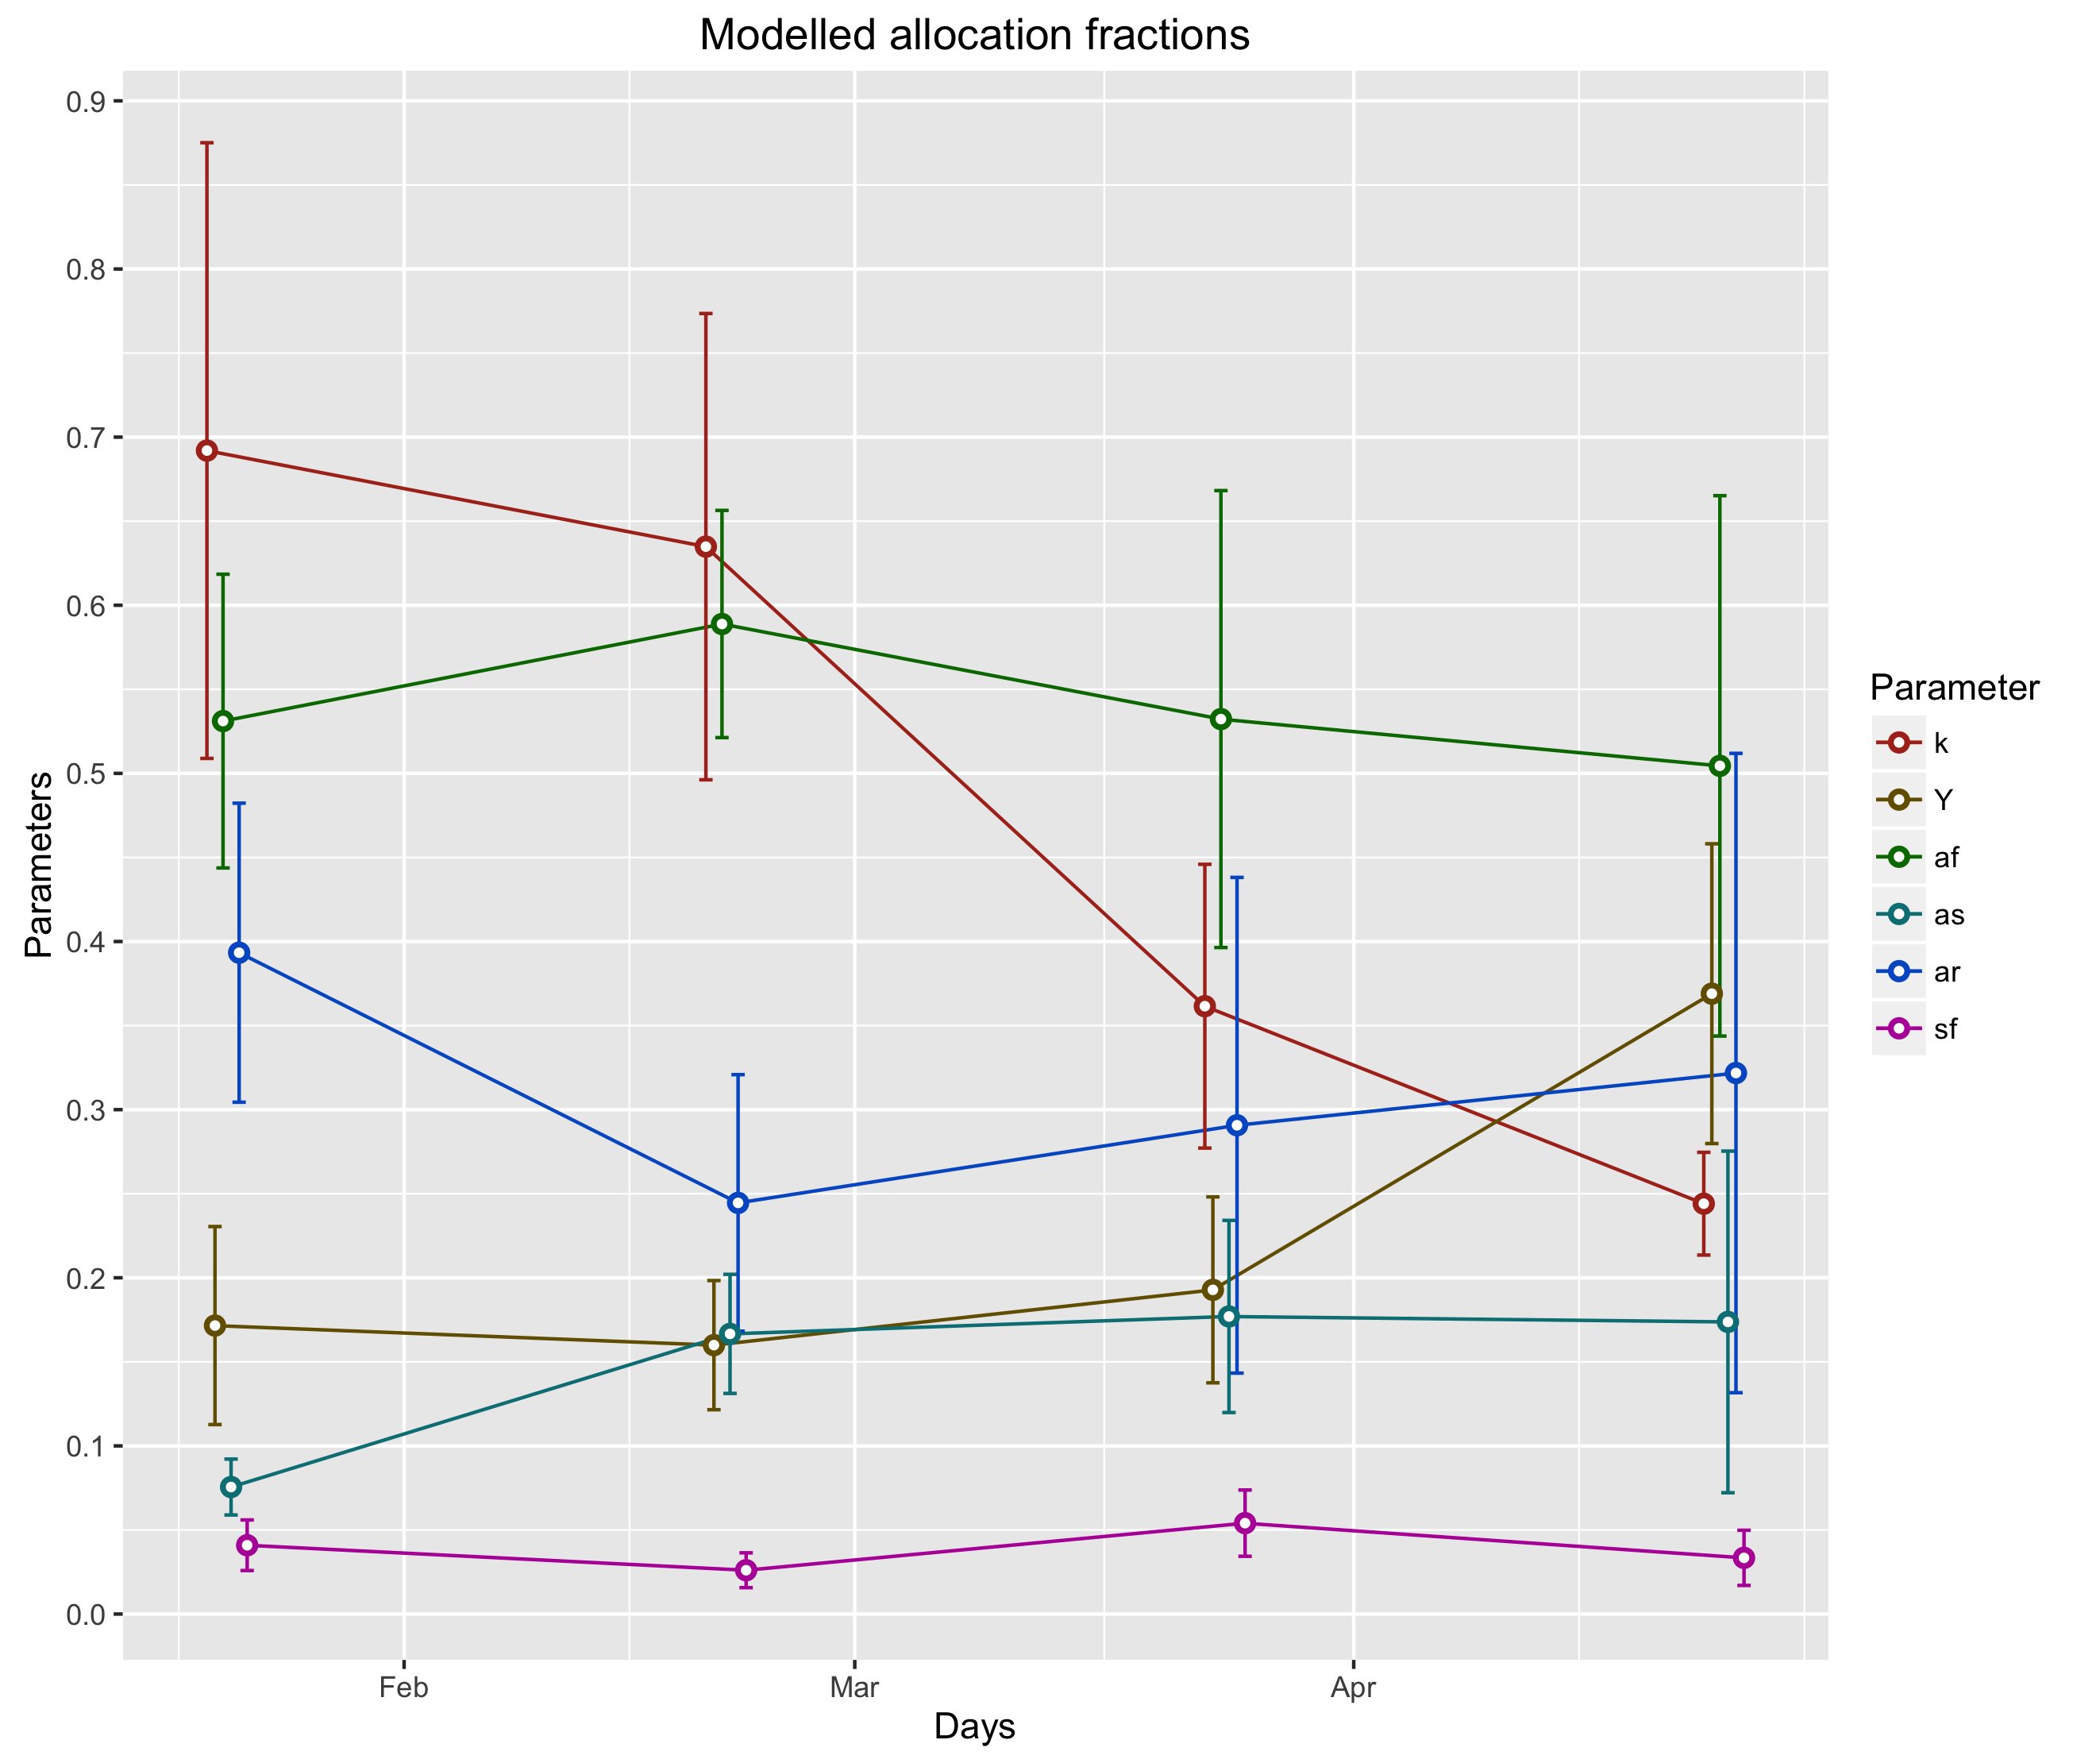 Modelled allocation fractions
0.9
0.8
0.7
0.6
0.5
0.4
0.3
0.2
0.1
0.0
Parameters
Feb Mar Apr
Days
Parameter
k
Y
af
as
ar
sf